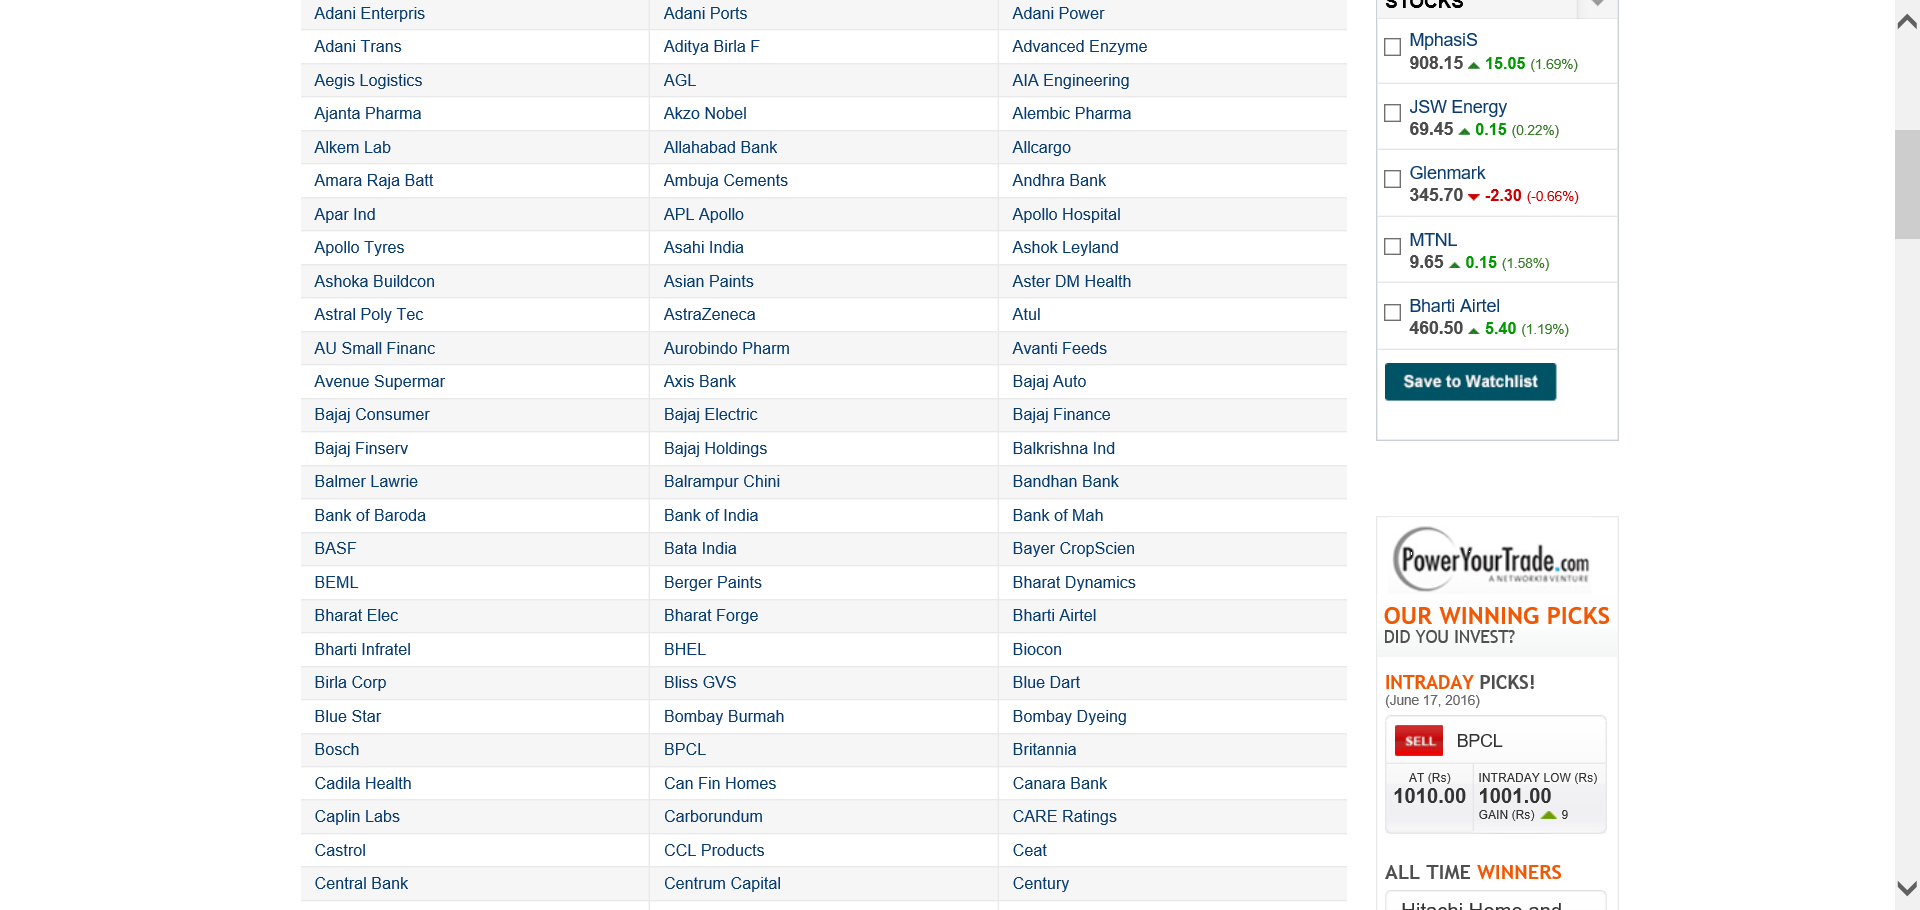 Adani Enterpris Adani Ports Adani Power
Adani Trans Aditya Birla F Advanced Enzyme
Aegis Logistics AGL AIA Engineering
Ajanta Pharma Akzo Nobel Alembic Pharma
Alkem Lab Allahabad Bank Allcargo
Amara Raja Batt Ambuja Cements Andhra Bank
Apar Ind APL Apollo Apollo Hospital
Apollo Tyres Asahi India Ashok Leyland
Ashoka Buildcon Asian Paints Aster DM Health
Astral Poly Tec AstraZeneca Atul
AU Small Financ Aurobindo Pharm Avanti Feeds
Avenue Supermar Axis Bank Bajaj Auto
Bajaj Consumer Bajaj Electric Bajaj Finance
Bajaj Finserv Bajaj Holdings Balkrishna Ind
Balmer Lawrie Balrampur Chini Bandhan Bank
Bank of Baroda Bank of India Bank of Mah
BASF Bata India Bayer CropScien
BEML Berger Paints Bharat Dynamics
Bharat Elec Bharat Forge Bharti Airtel
Bharti Infratel BHEL Biocon
Birla Corp Bliss GVS Blue Dart
Blue Star Bombay Burmah Bombay Dyeing
Bosch BPCL Britannia
Cadila Health Can Fin Homes Canara Bank
Caplin Labs Carborundum CARE Ratings
Castrol CCL Products Ceat
Central Bank Centrum Capital Century
STOCKS
MphasiS
908.15 15.05 (1.69%)
JSW Energy
69.45 0.15 (0.22%)
Glenmark
345.70 -2.30 (-0.66%)
MTNL
9.65 0.15 (1.58%)
Bharti Airtel
460.50 5.40 (1.19%)
Save to Watchlist
PowerYourTrade.com
A NETWORK18 VENTURE
OUR WINNING PICKS
DID YOU INVEST?
INTRADAY PICKS!
(June 17, 2016)
SELL BPCL
AT (Rs) INTRADAY LOW (Rs)
1010.00 1001.00
GAIN (Rs) 9
ALL TIME WINNERS
Hitachi Home and